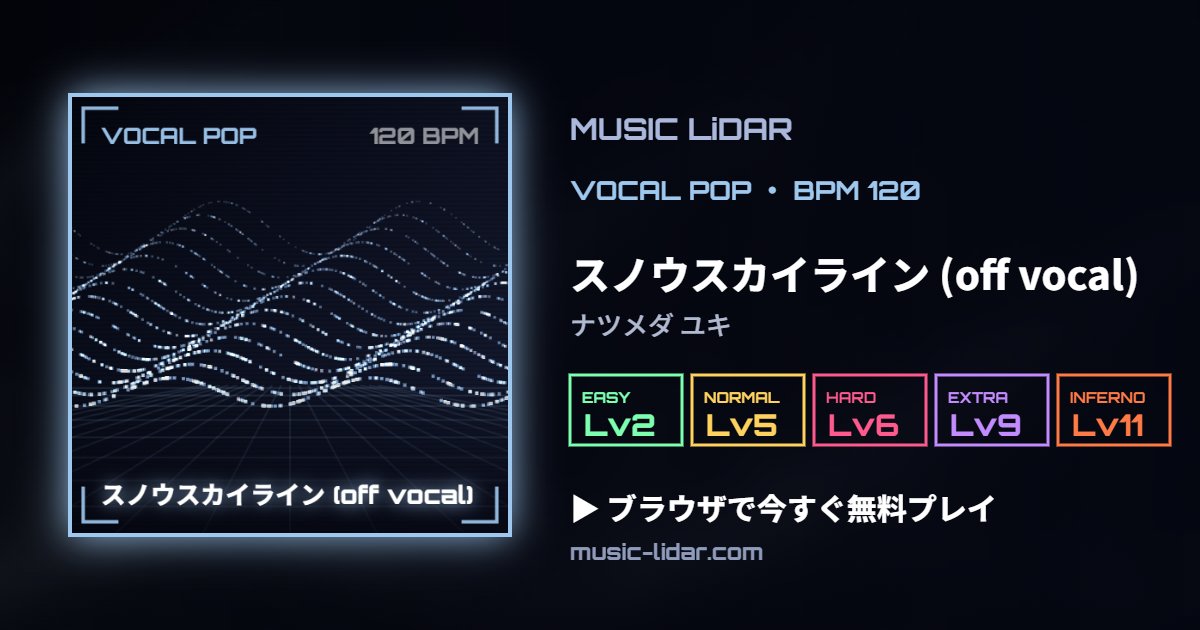 VOCAL POP
120 BPM
スノウスカイライン (off vocal)
MUSIC LiDAR
VOCAL POP・BPM 120
スノウスカイライン (off vocal)
ナツメダ ユキ
EASY
Lv2
NORMAL
Lv5
HARD
Lv6
EXTRA
Lv9
INFERNO
Lv11
▶ ブラウザで今すぐ無料プレイ
music-lidar.com